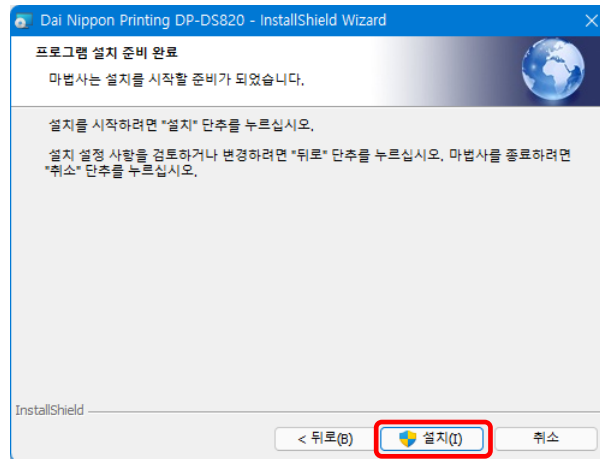 Dai Nippon Printing DP-DS820 - InstallShield Wizard
프로그램 설치 준비 완료
마법사는 설치를 시작할 준비가 되었습니다.
설치를 시작하려면 "설치" 단추를 누르십시오.
설치 설정 사항을 검토하거나 변경하려면 "뒤로" 단추를 누르십시오. 마법사를 종료하려면
"취소" 단추를 누르십시오.
InstallShield
< 뒤로(B)
설치(I)
취소